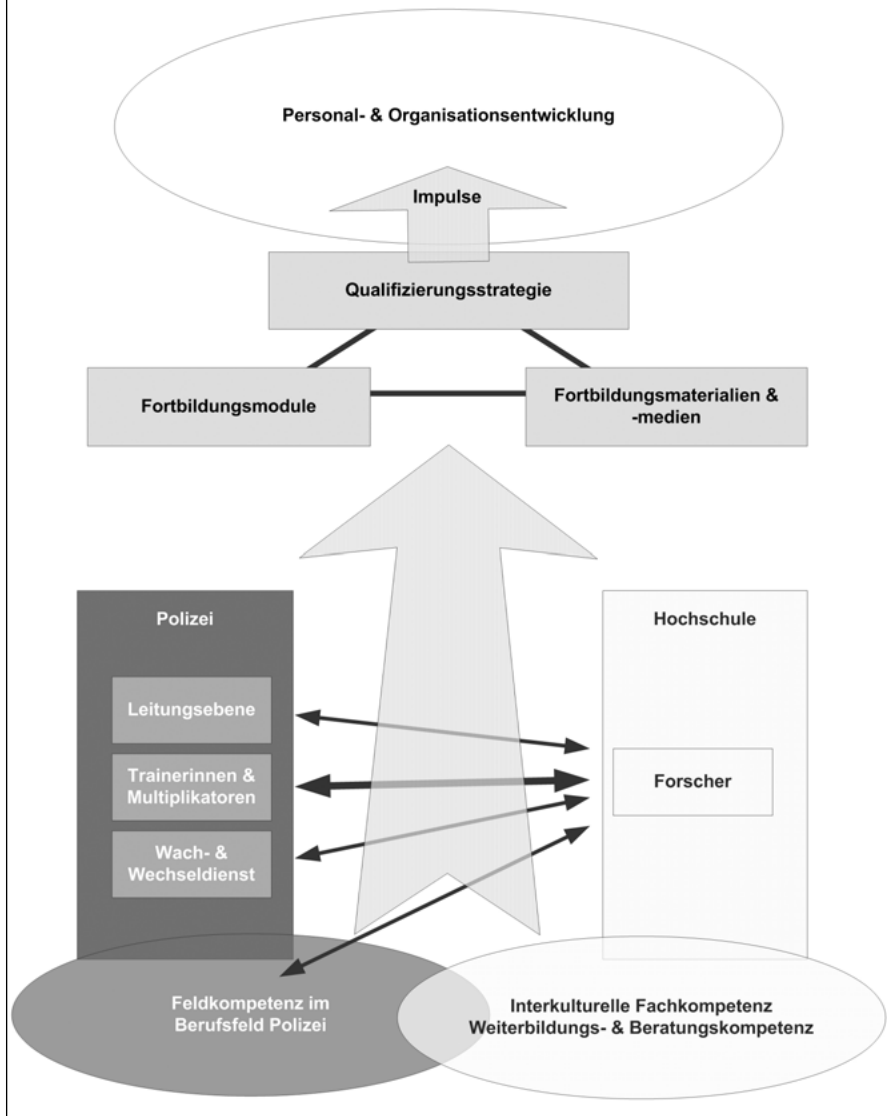 Personal- & Organisationsentwicklung
Impulse
Qualifizierungsstrategie
Fortbildungsmodule
Fortbildungsmaterialien &
-medien
Polizei
Hochschule
Leitungsebene
Trainerinnen &
Multiplikatoren
Forscher
Wach- &
Wechseldienst
Feldkompetenz im
Berufsfeld Polizei
Interkulturelle Fachkompetenz
Weiterbildungs- & Beratungskompetenz